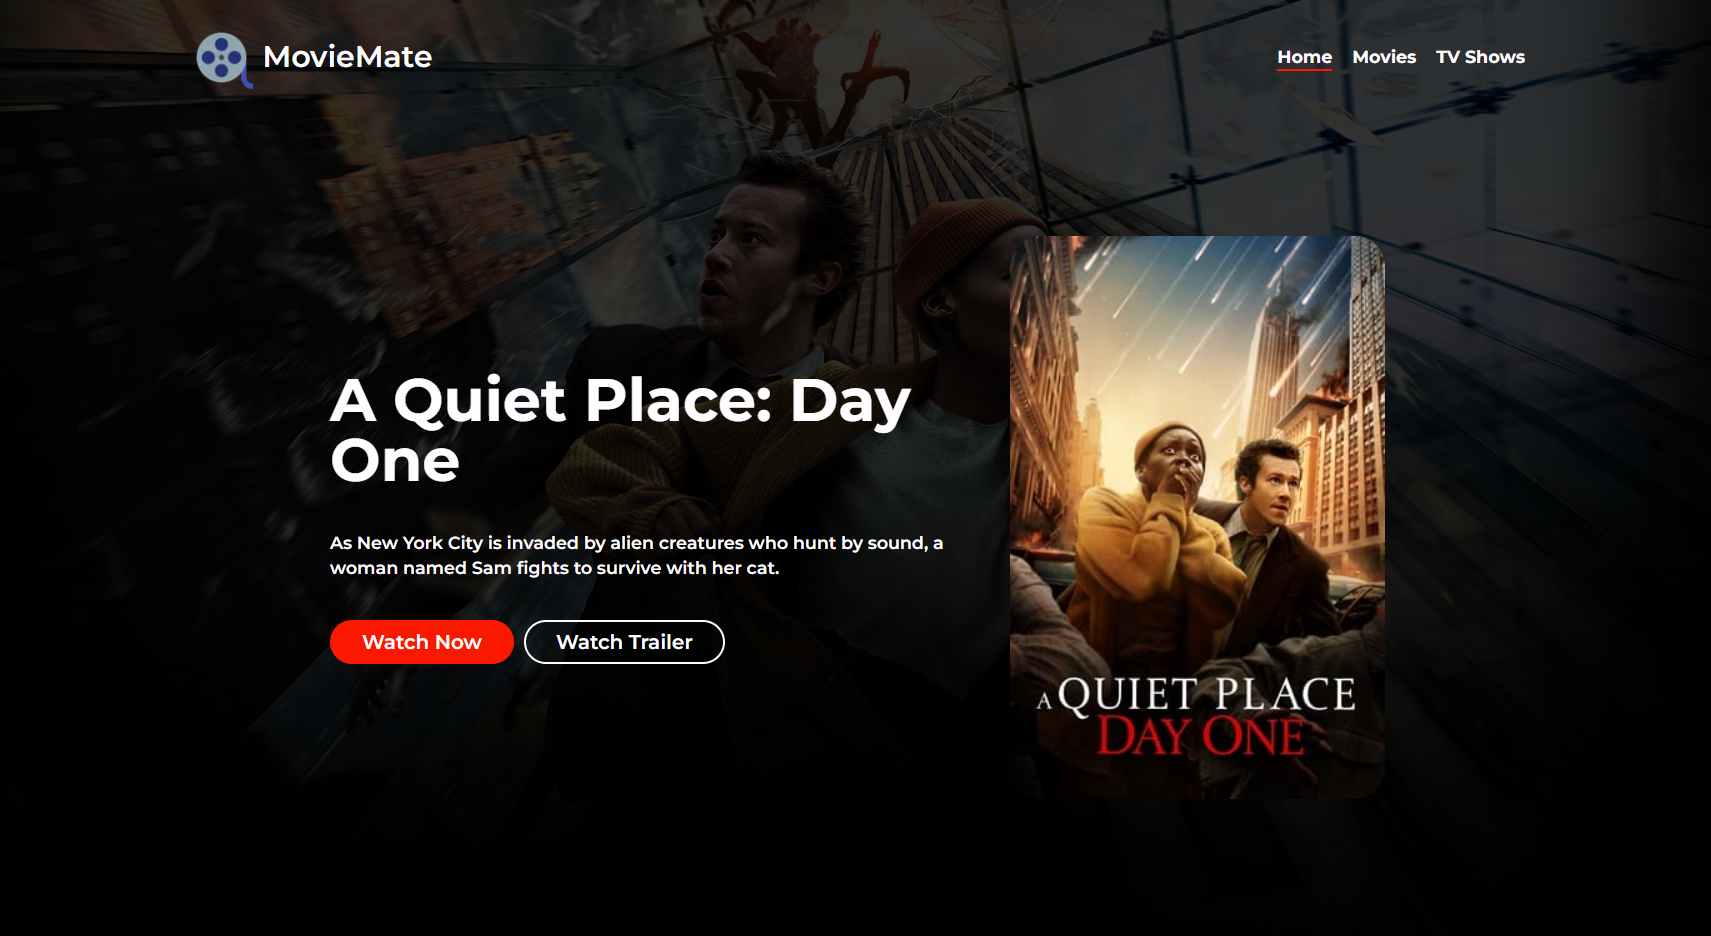 MovieMate
Home Movies TV Shows
A Quiet Place: Day
One
As New York City is invaded by alien creatures who hunt by sound, a
woman named Sam fights to survive with her cat.
Watch Now Watch Trailer
A QUIET PLACE
DAY ONE